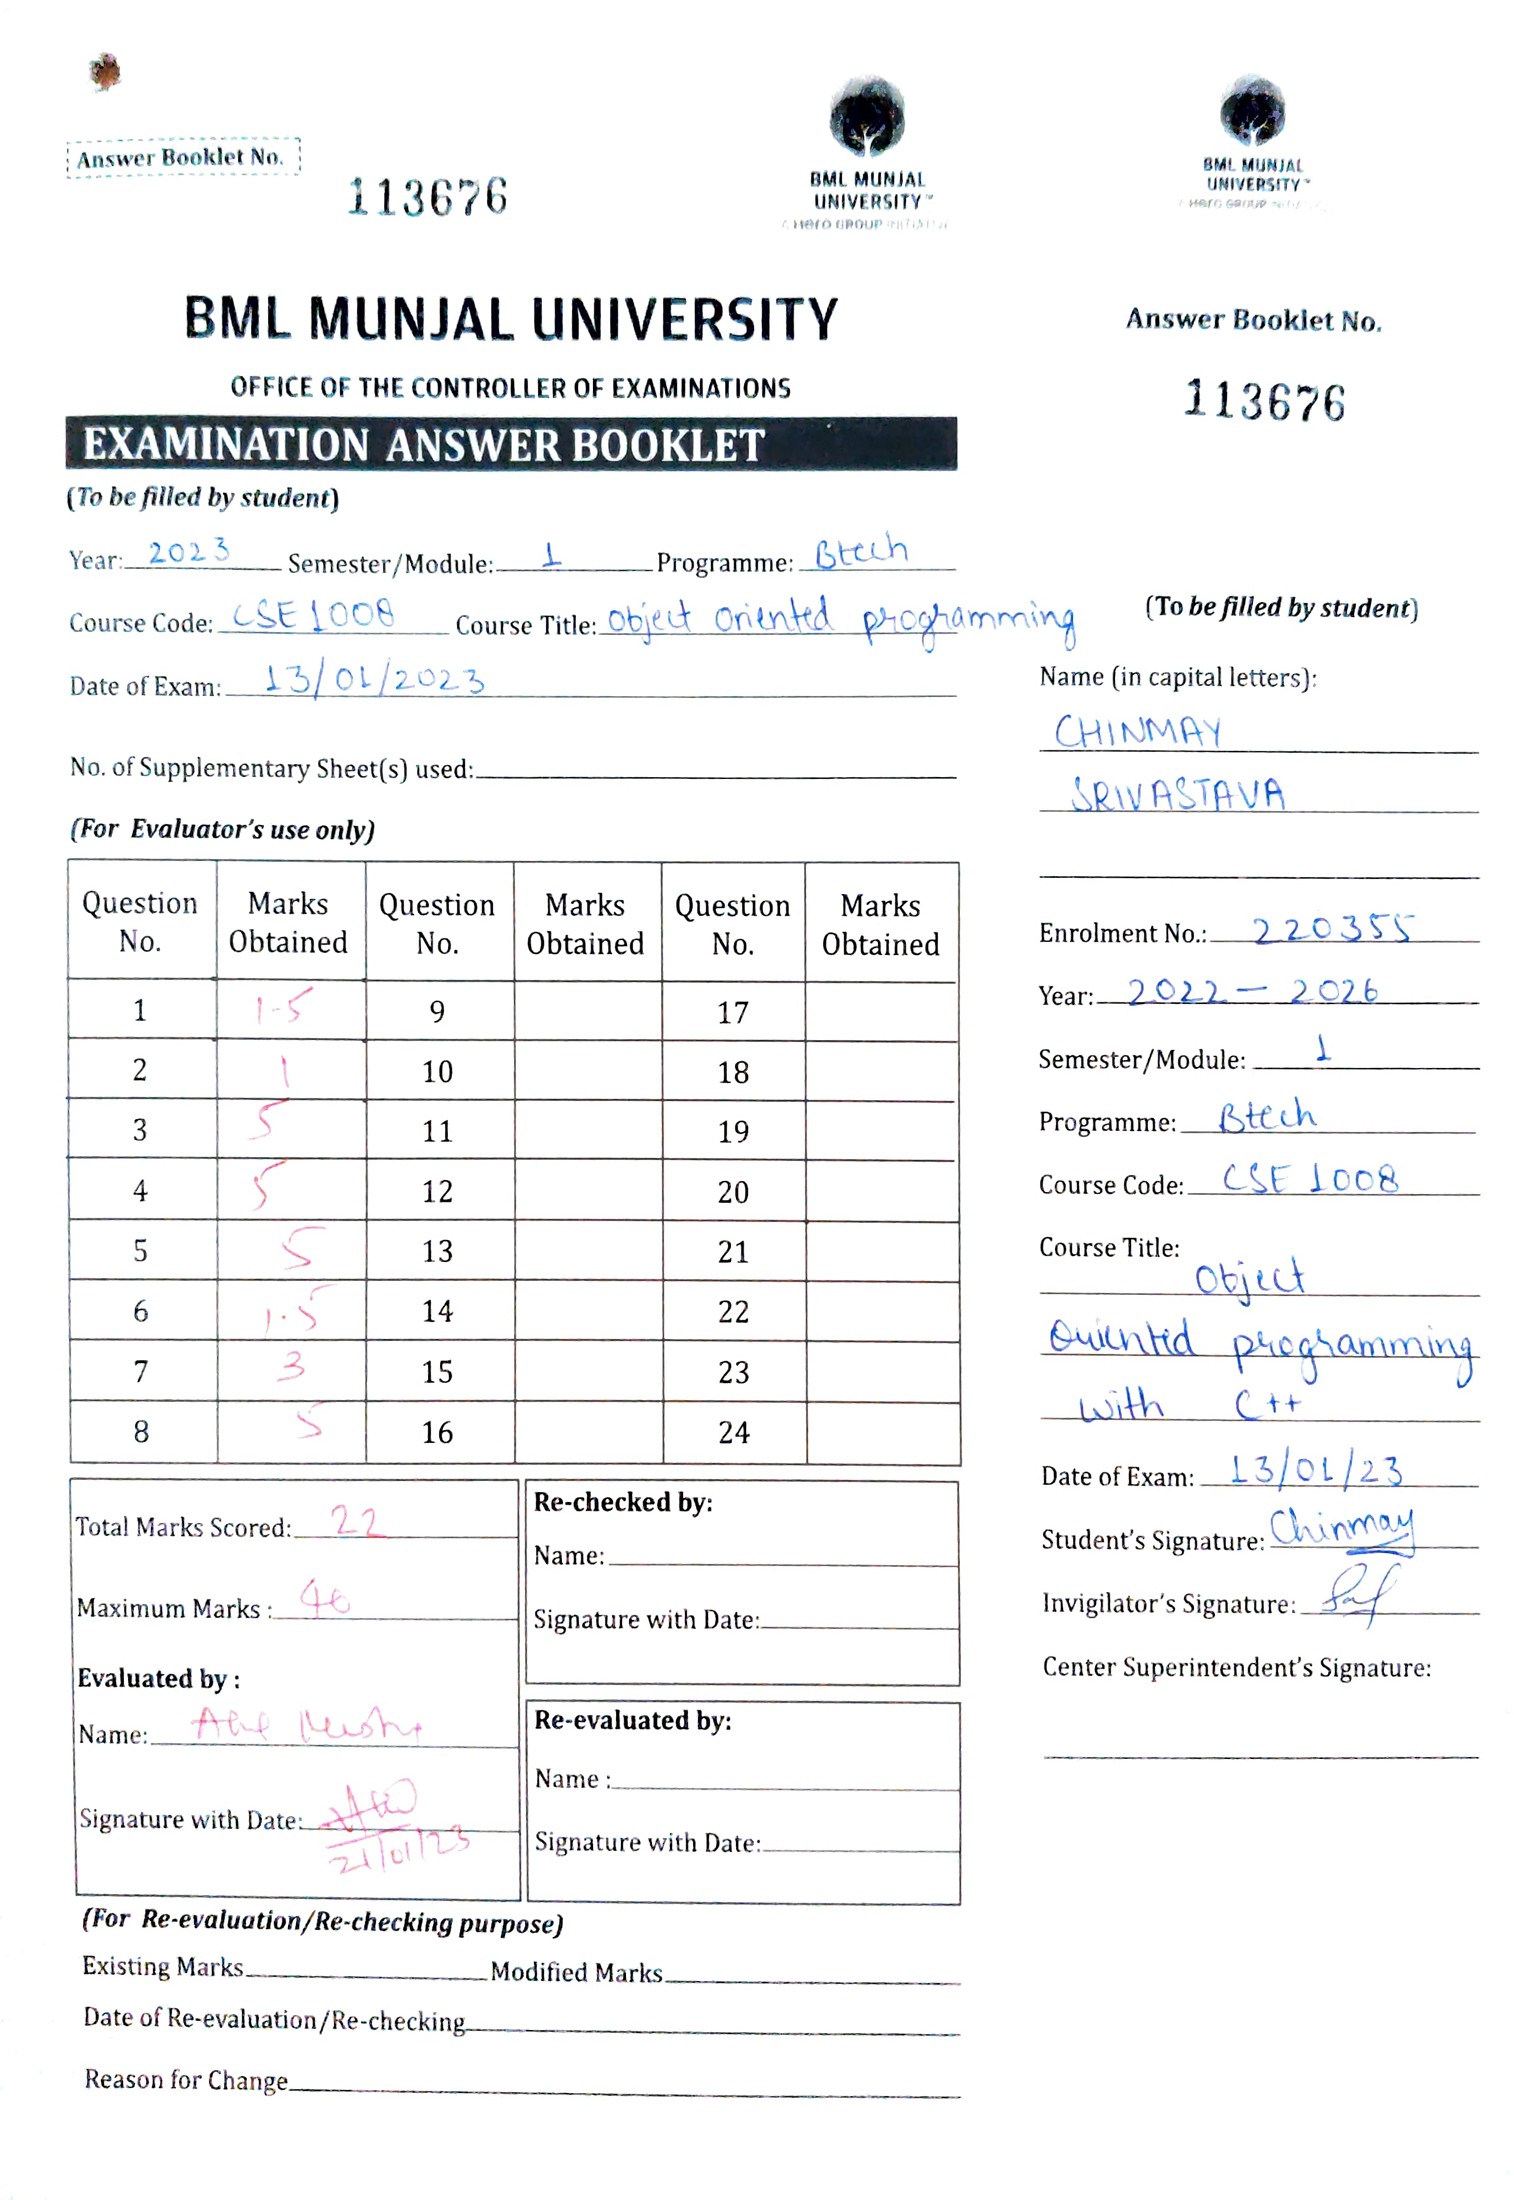 Answer Booklet No.
113676
BML MUNJAL
UNIVERSITY™
A Hero GROUP INITIATIVE
BML MUNJAL
UNIVERSITY™
A Hero GROUP INITIATIVE
BML MUNJAL UNIVERSITY
OFFICE OF THE CONTROLLER OF EXAMINATIONS
EXAMINATION ANSWER BOOKLET
(To be filled by student)
Year: 2023 Semester/Module: 1 Programme: Btech
Course Code: CSE1008 Course Title: Object Oriented programming
Date of Exam: 13/01/2023
No. of Supplementary Sheet(s) used:
(For Evaluator's use only)
Question No. Marks Obtained Question No. Marks Obtained Question No. Marks Obtained
1 1-5 9 17
2 1 10 18
3 5 11 19
4 5 12 20
5 5 13 21
6 1.5 14 22
7 3 15 23
8 5 16 24
Total Marks Scored: 22
Maximum Marks : 40
Evaluated by :
Name:
Signature with Date: 21/01/23
Re-checked by:
Name:
Signature with Date:
Re-evaluated by:
Name :
Signature with Date:
(For Re-evaluation/Re-checking purpose)
Existing Marks Modified Marks
Date of Re-evaluation/Re-checking
Reason for Change
Answer Booklet No.
113676
(To be filled by student)
Name (in capital letters):
CHINMAY
SRIVASTAVA
Enrolment No.: 220355
Year: 2022 - 2026
Semester/Module: 1
Programme: Btech
Course Code: CSE 1008
Course Title:
Object
Oriented programming
with C++
Date of Exam: 13/01/23
Student's Signature: Chinmay
Invigilator's Signature:
Center Superintendent's Signature: